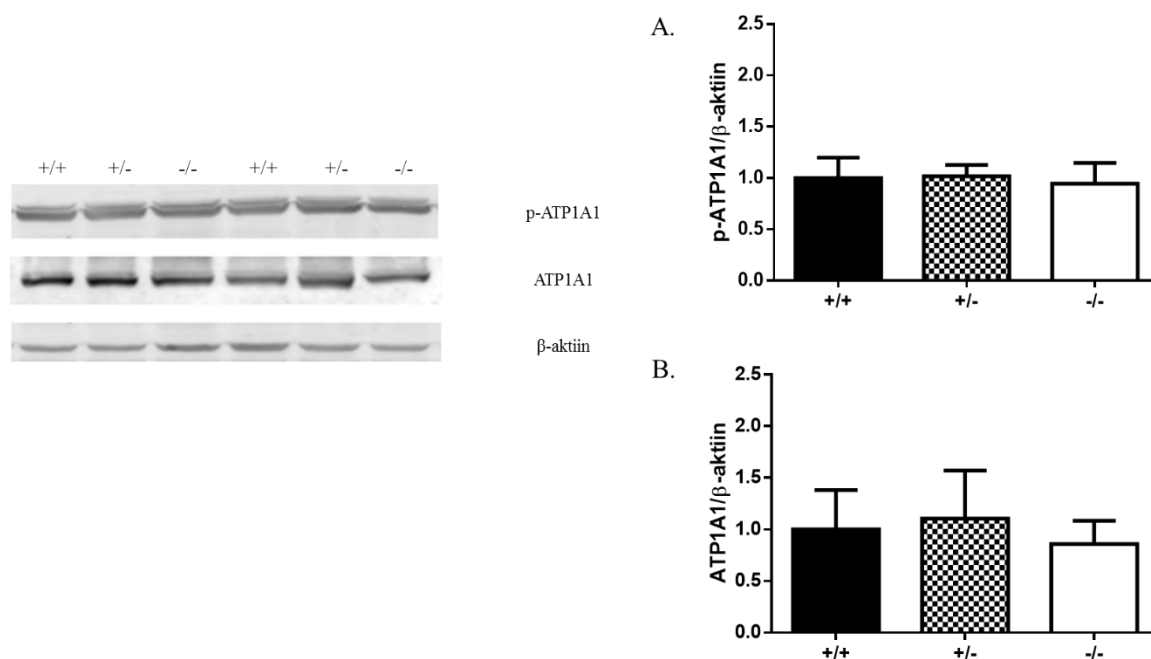 +/+ +/- -/- +/+ +/- -/-
p-ATP1A1
ATP1A1
β-aktiin
A.
p-ATP1A1/β-aktiin
2.5
2.0
1.5
1.0
0.5
0.0
+/+ +/- -/-
B.
ATP1A1/β-aktiin
2.5
2.0
1.5
1.0
0.5
0.0
+/+ +/- -/-